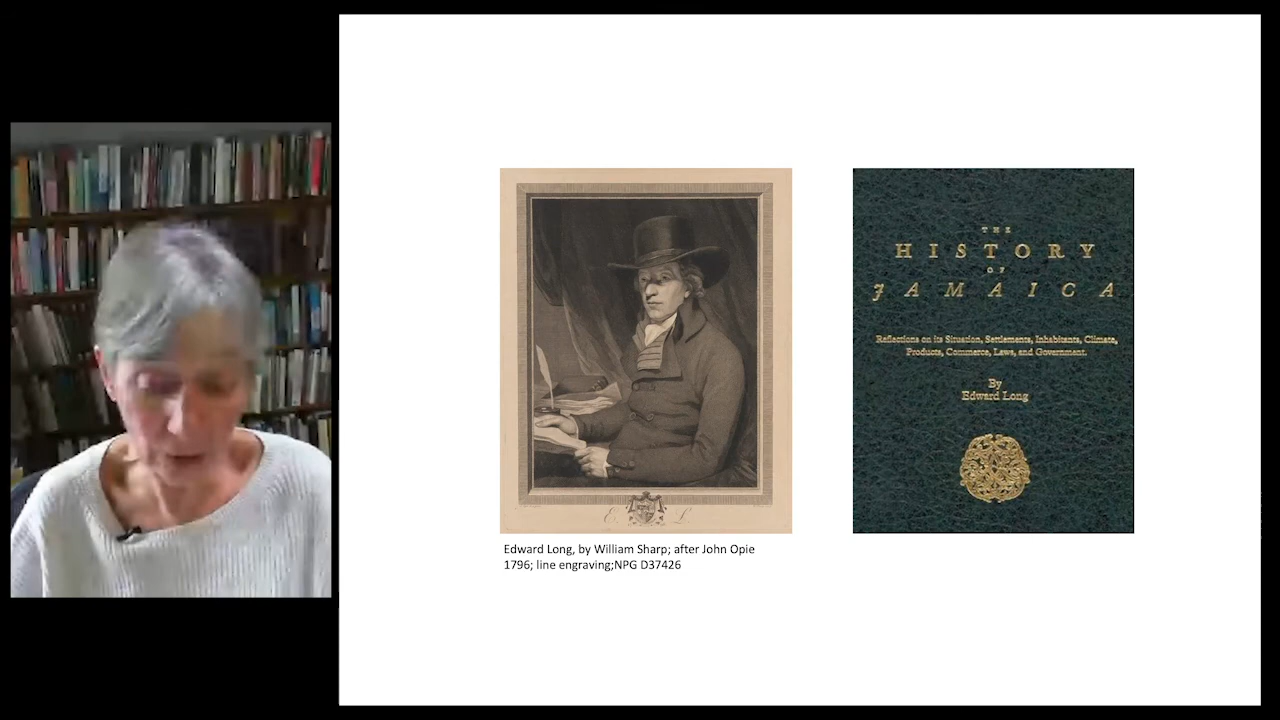 E. L.
Edward Long, by William Sharp; after John Opie
1796; line engraving;NPG D37426
THE
HISTORY
OF
JAMAICA
Reflections on its Situation, Settlements, Inhabitants, Climate,
Products, Commerce, Laws, and Government.
By
Edward Long